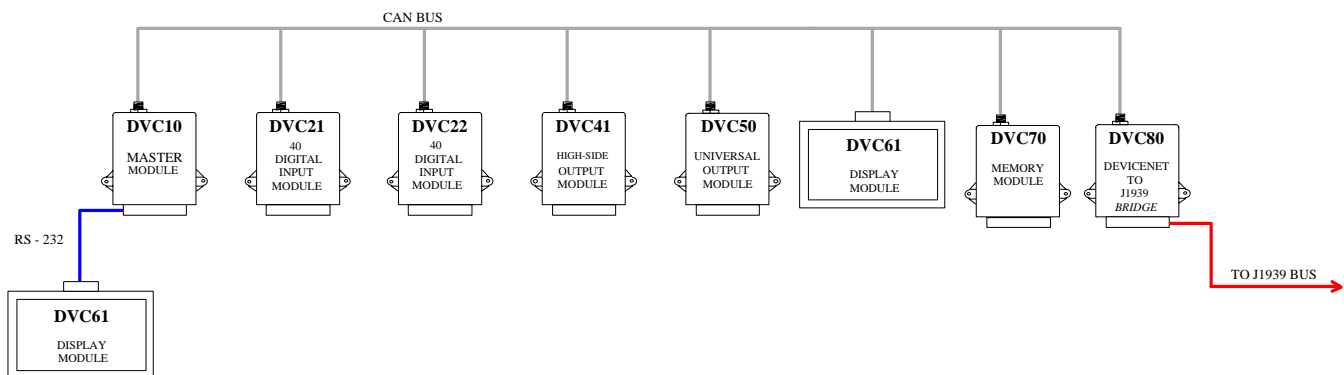 CAN BUS
DVC10
MASTER
MODULE
DVC21
40
DIGITAL
INPUT
MODULE
DVC22
40
DIGITAL
INPUT
MODULE
DVC41
HIGH-SIDE
OUTPUT
MODULE
DVC50
UNIVERSAL
OUTPUT
MODULE
DVC61
DISPLAY
MODULE
DVC70
MEMORY
MODULE
DVC80
DEVICENET
TO
J1939
BRIDGE
RS - 232
TO J1939 BUS
DVC61
DISPLAY
MODULE